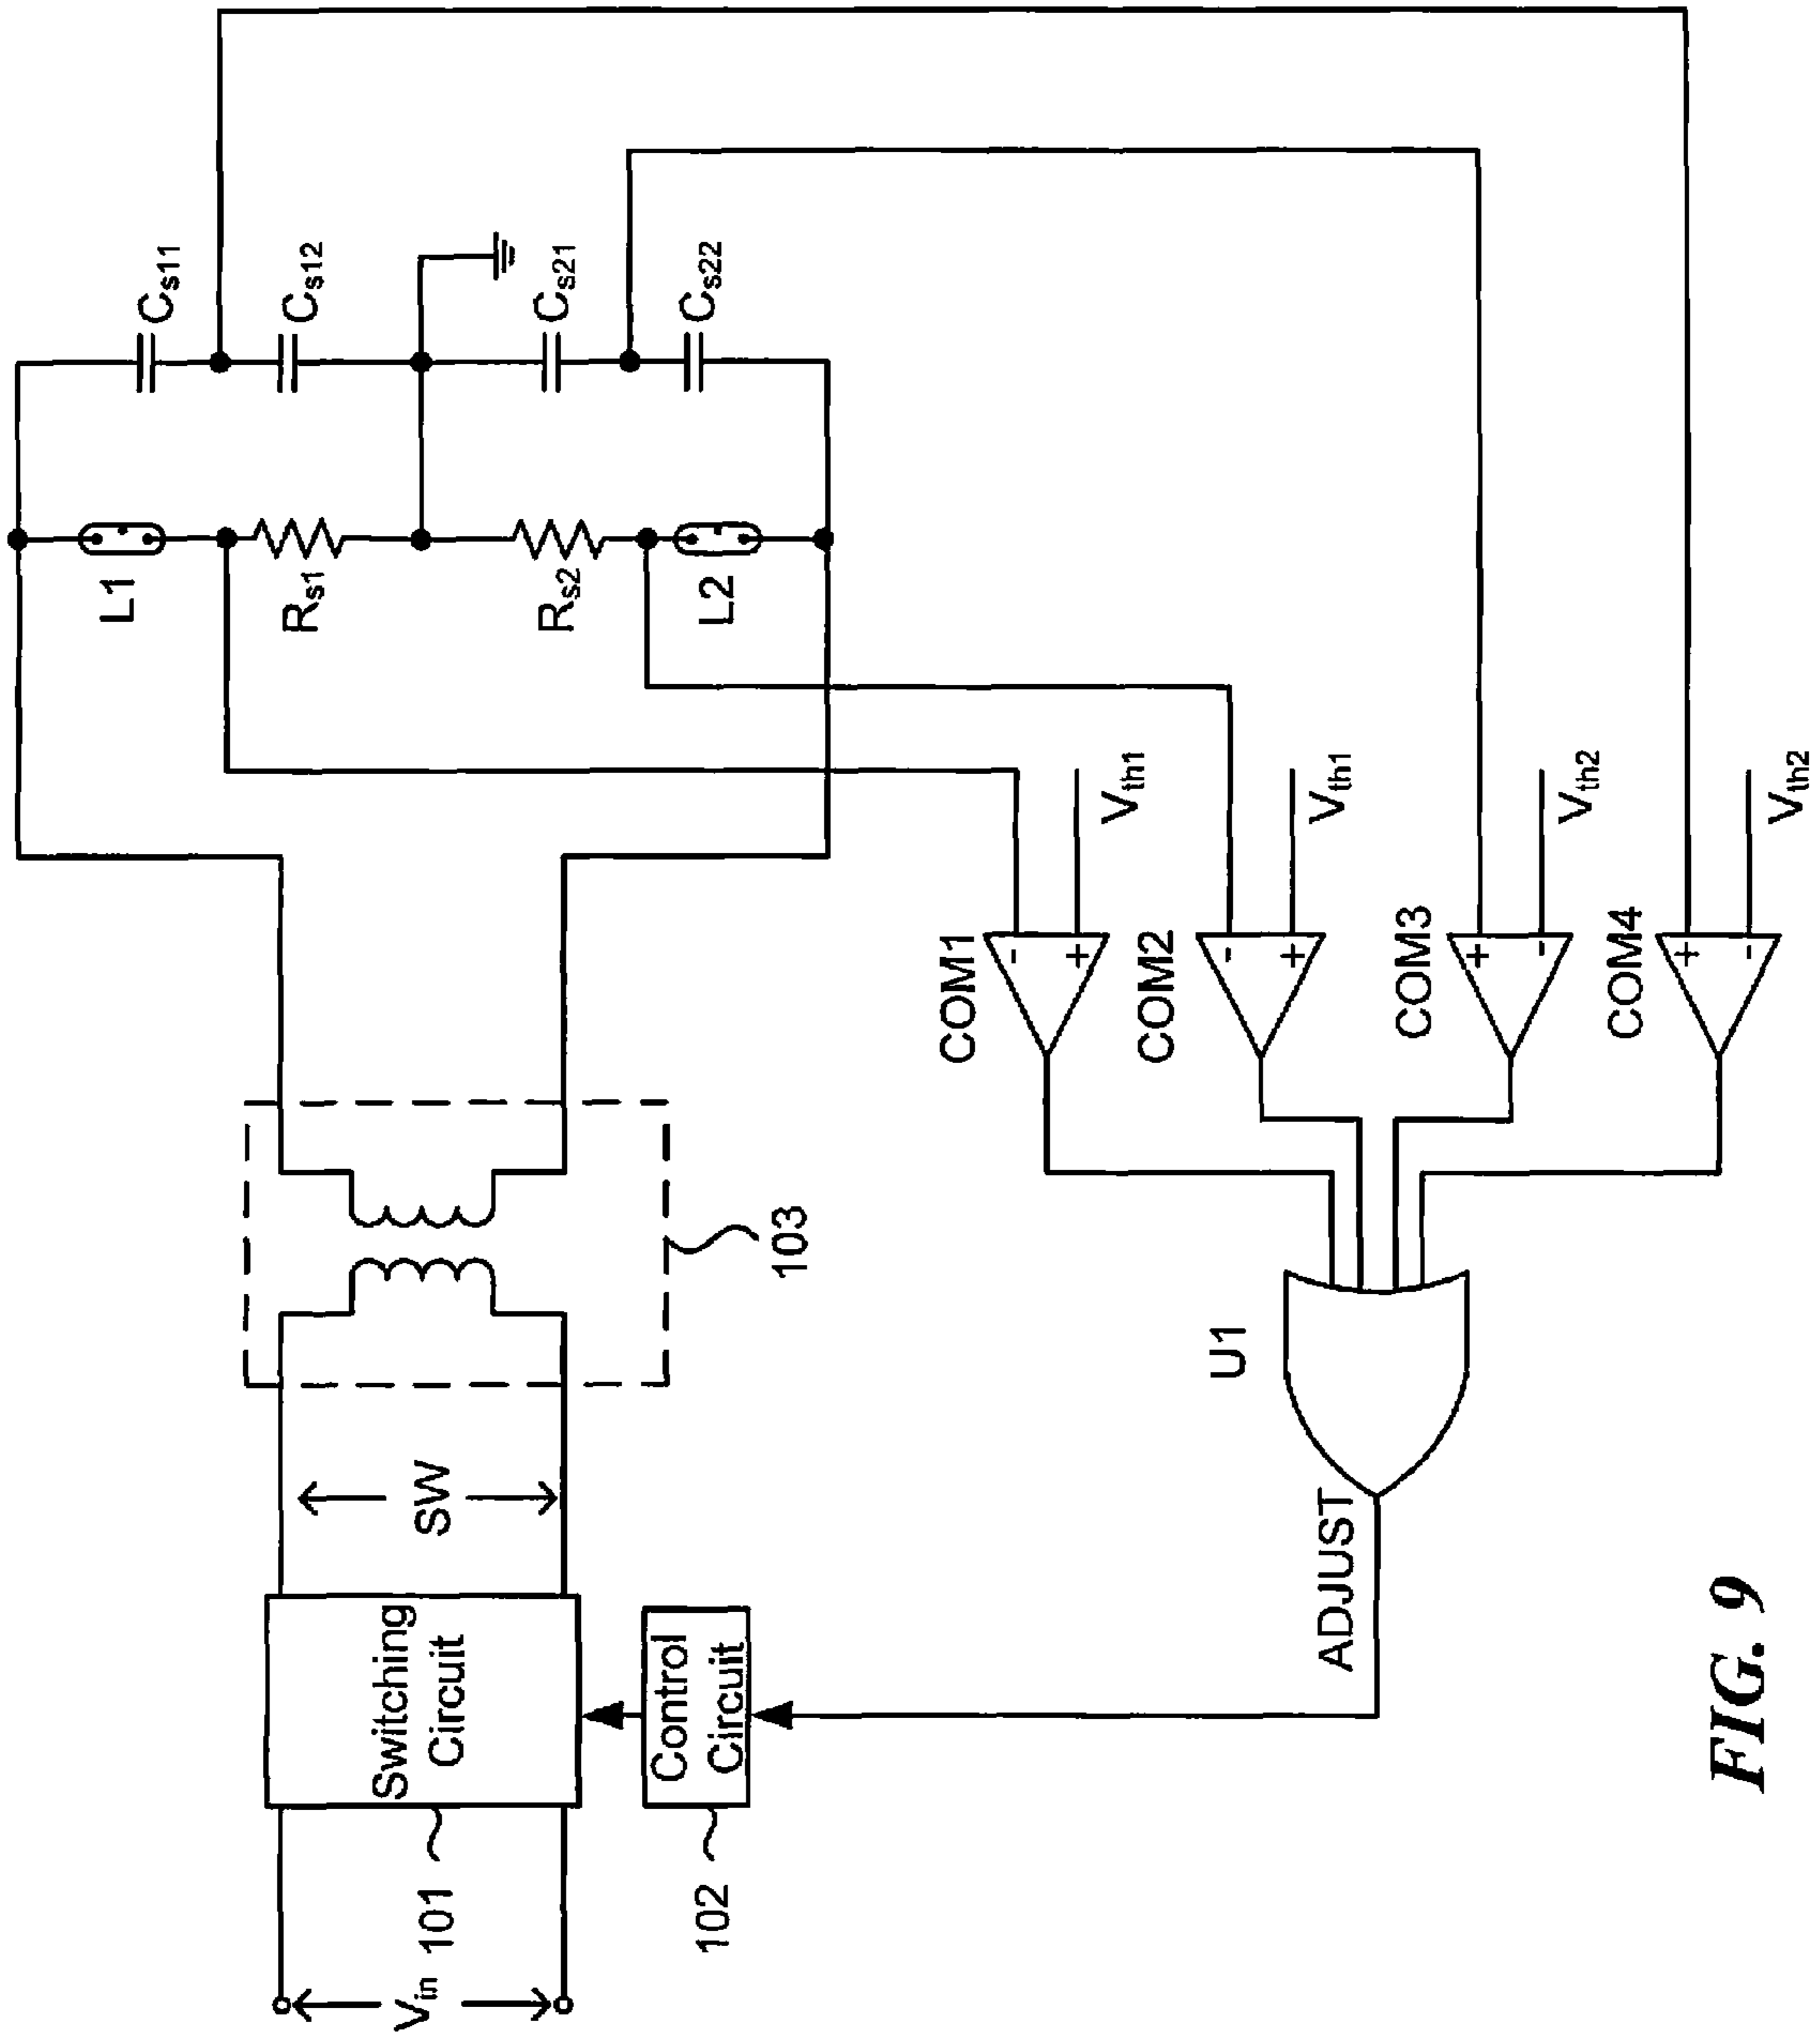 Vin
101
Switching
Circuit
102
Control
Circuit
SW
103
L1
Rs1
Rs2
L2
Cs11
Cs12
Cs21
Cs22
COM1
-
+
Vth1
COM2
-
+
Vth1
COM3
+
-
Vth2
COM4
+
-
Vth2
U1
ADJUST
FIG. 9